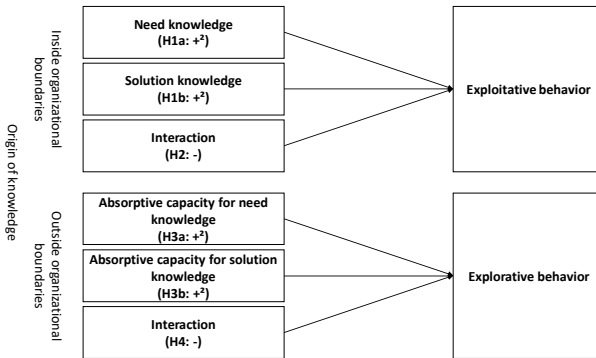 Origin of knowledge
Inside organizational
boundaries
Need knowledge
(H1a: +²)
Solution knowledge
(H1b: +²)
Interaction
(H2: -)
Exploitative behavior
Outside organizational
boundaries
Absorptive capacity for need
knowledge
(H3a: +²)
Absorptive capacity for solution
knowledge
(H3b: +²)
Interaction
(H4: -)
Explorative behavior